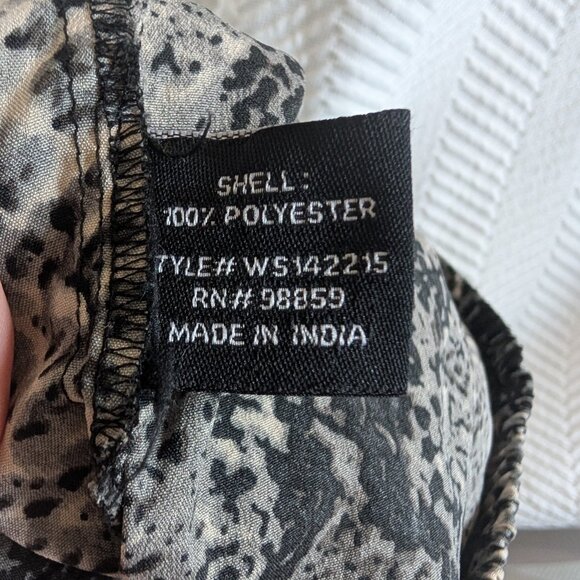 SHELL:
100% POLYESTER
TYLE# WS142215
RN# 98859
MADE IN INDIA